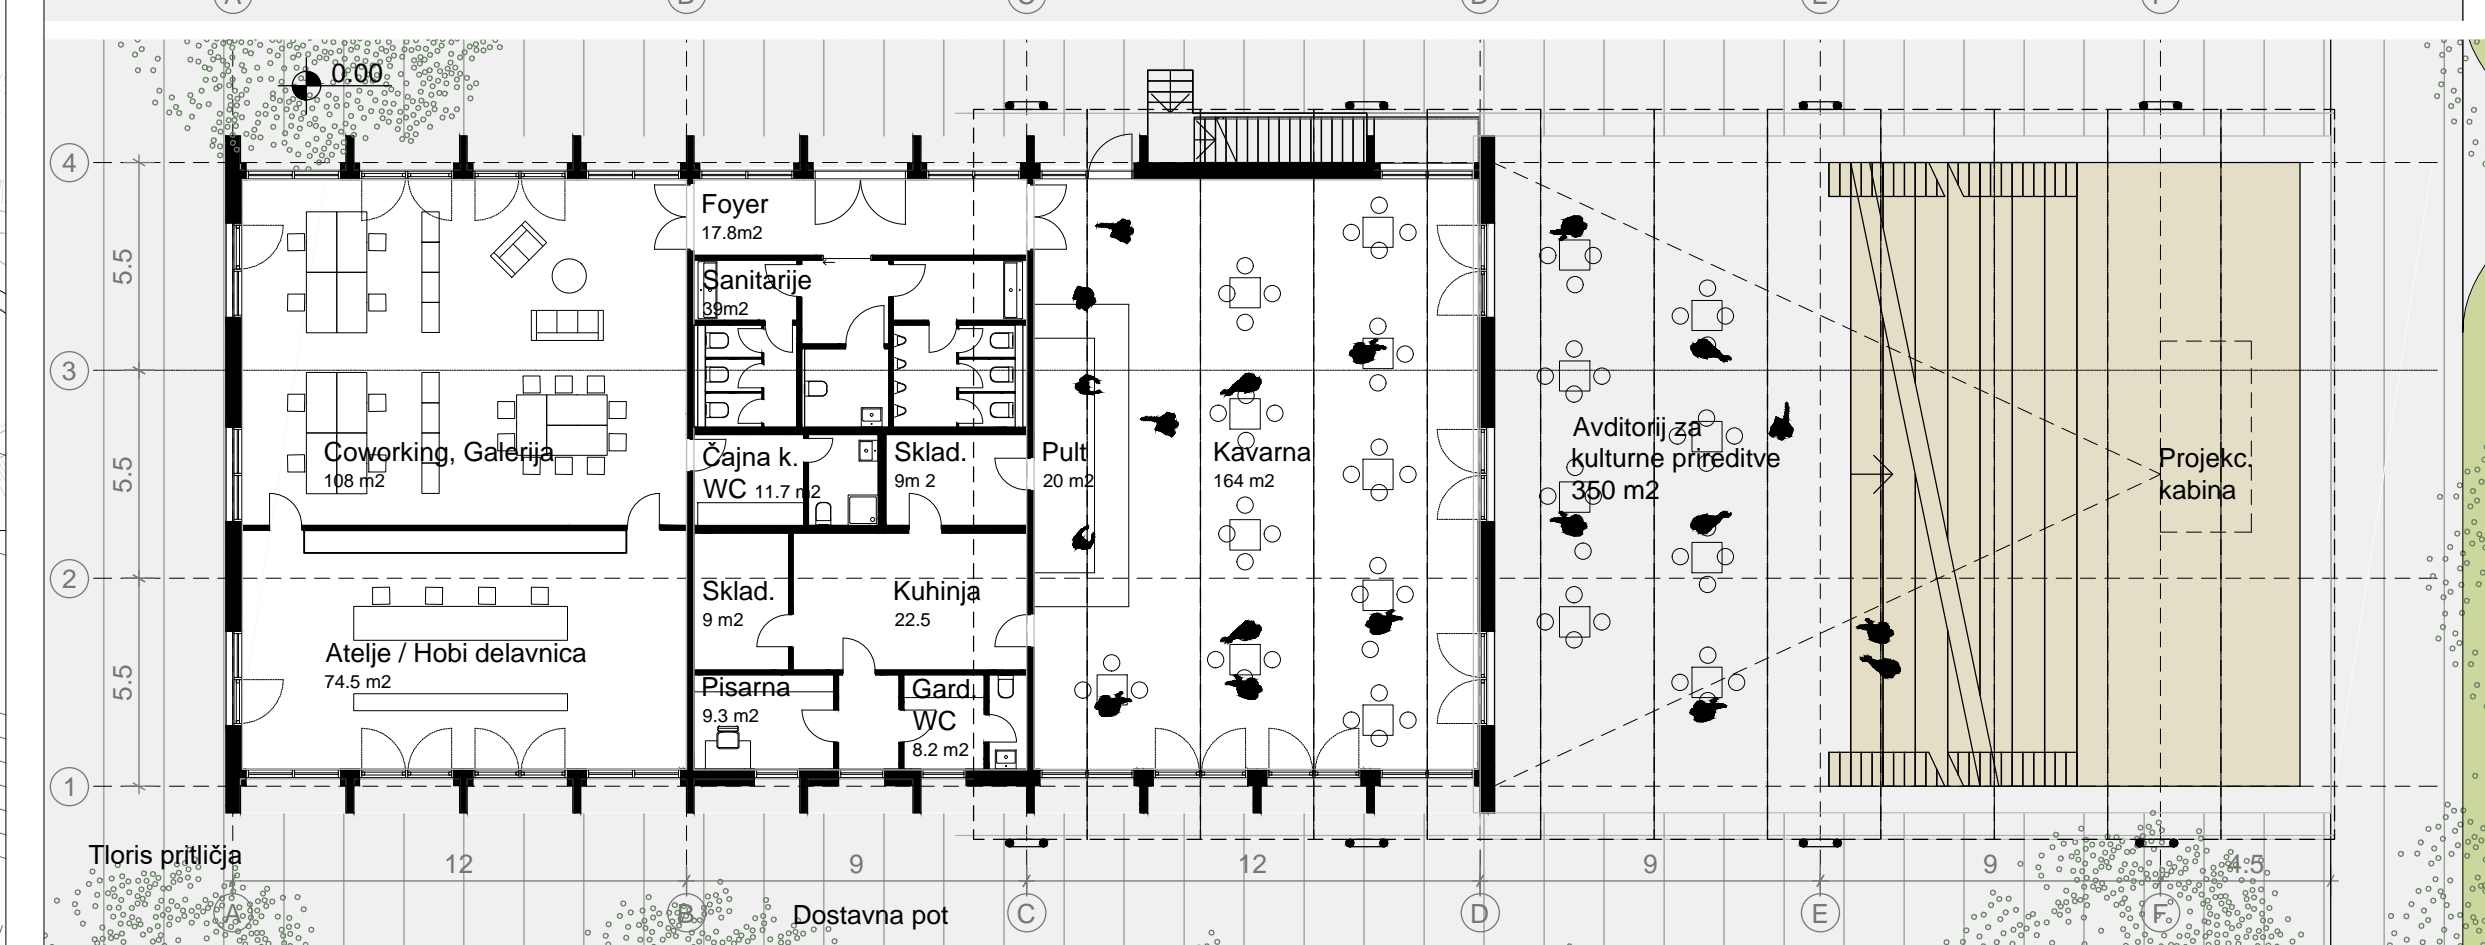 A B C D E F
0.00
4
Foyer
17.8m2
5.5
Sanitarije
39m2
3
Avditorij za
kulturne prireditve
350 m2
Coworking, Galerija
108 m2
Čajna k.
WC 11.7 m2
Sklad.
9m 2
Pult
20 m2
Kavarna
164 m2
Projekc.
kabina
5.5
2
Sklad.
9 m2
Kuhinja
22.5
Atelje / Hobi delavnica
74.5 m2
5.5
Pisarna
9.3 m2
Gard.
WC
8.2 m2
1
Tloris pritličja
12 9 12 9 9 4.5
A B C D E F
Dostavna pot